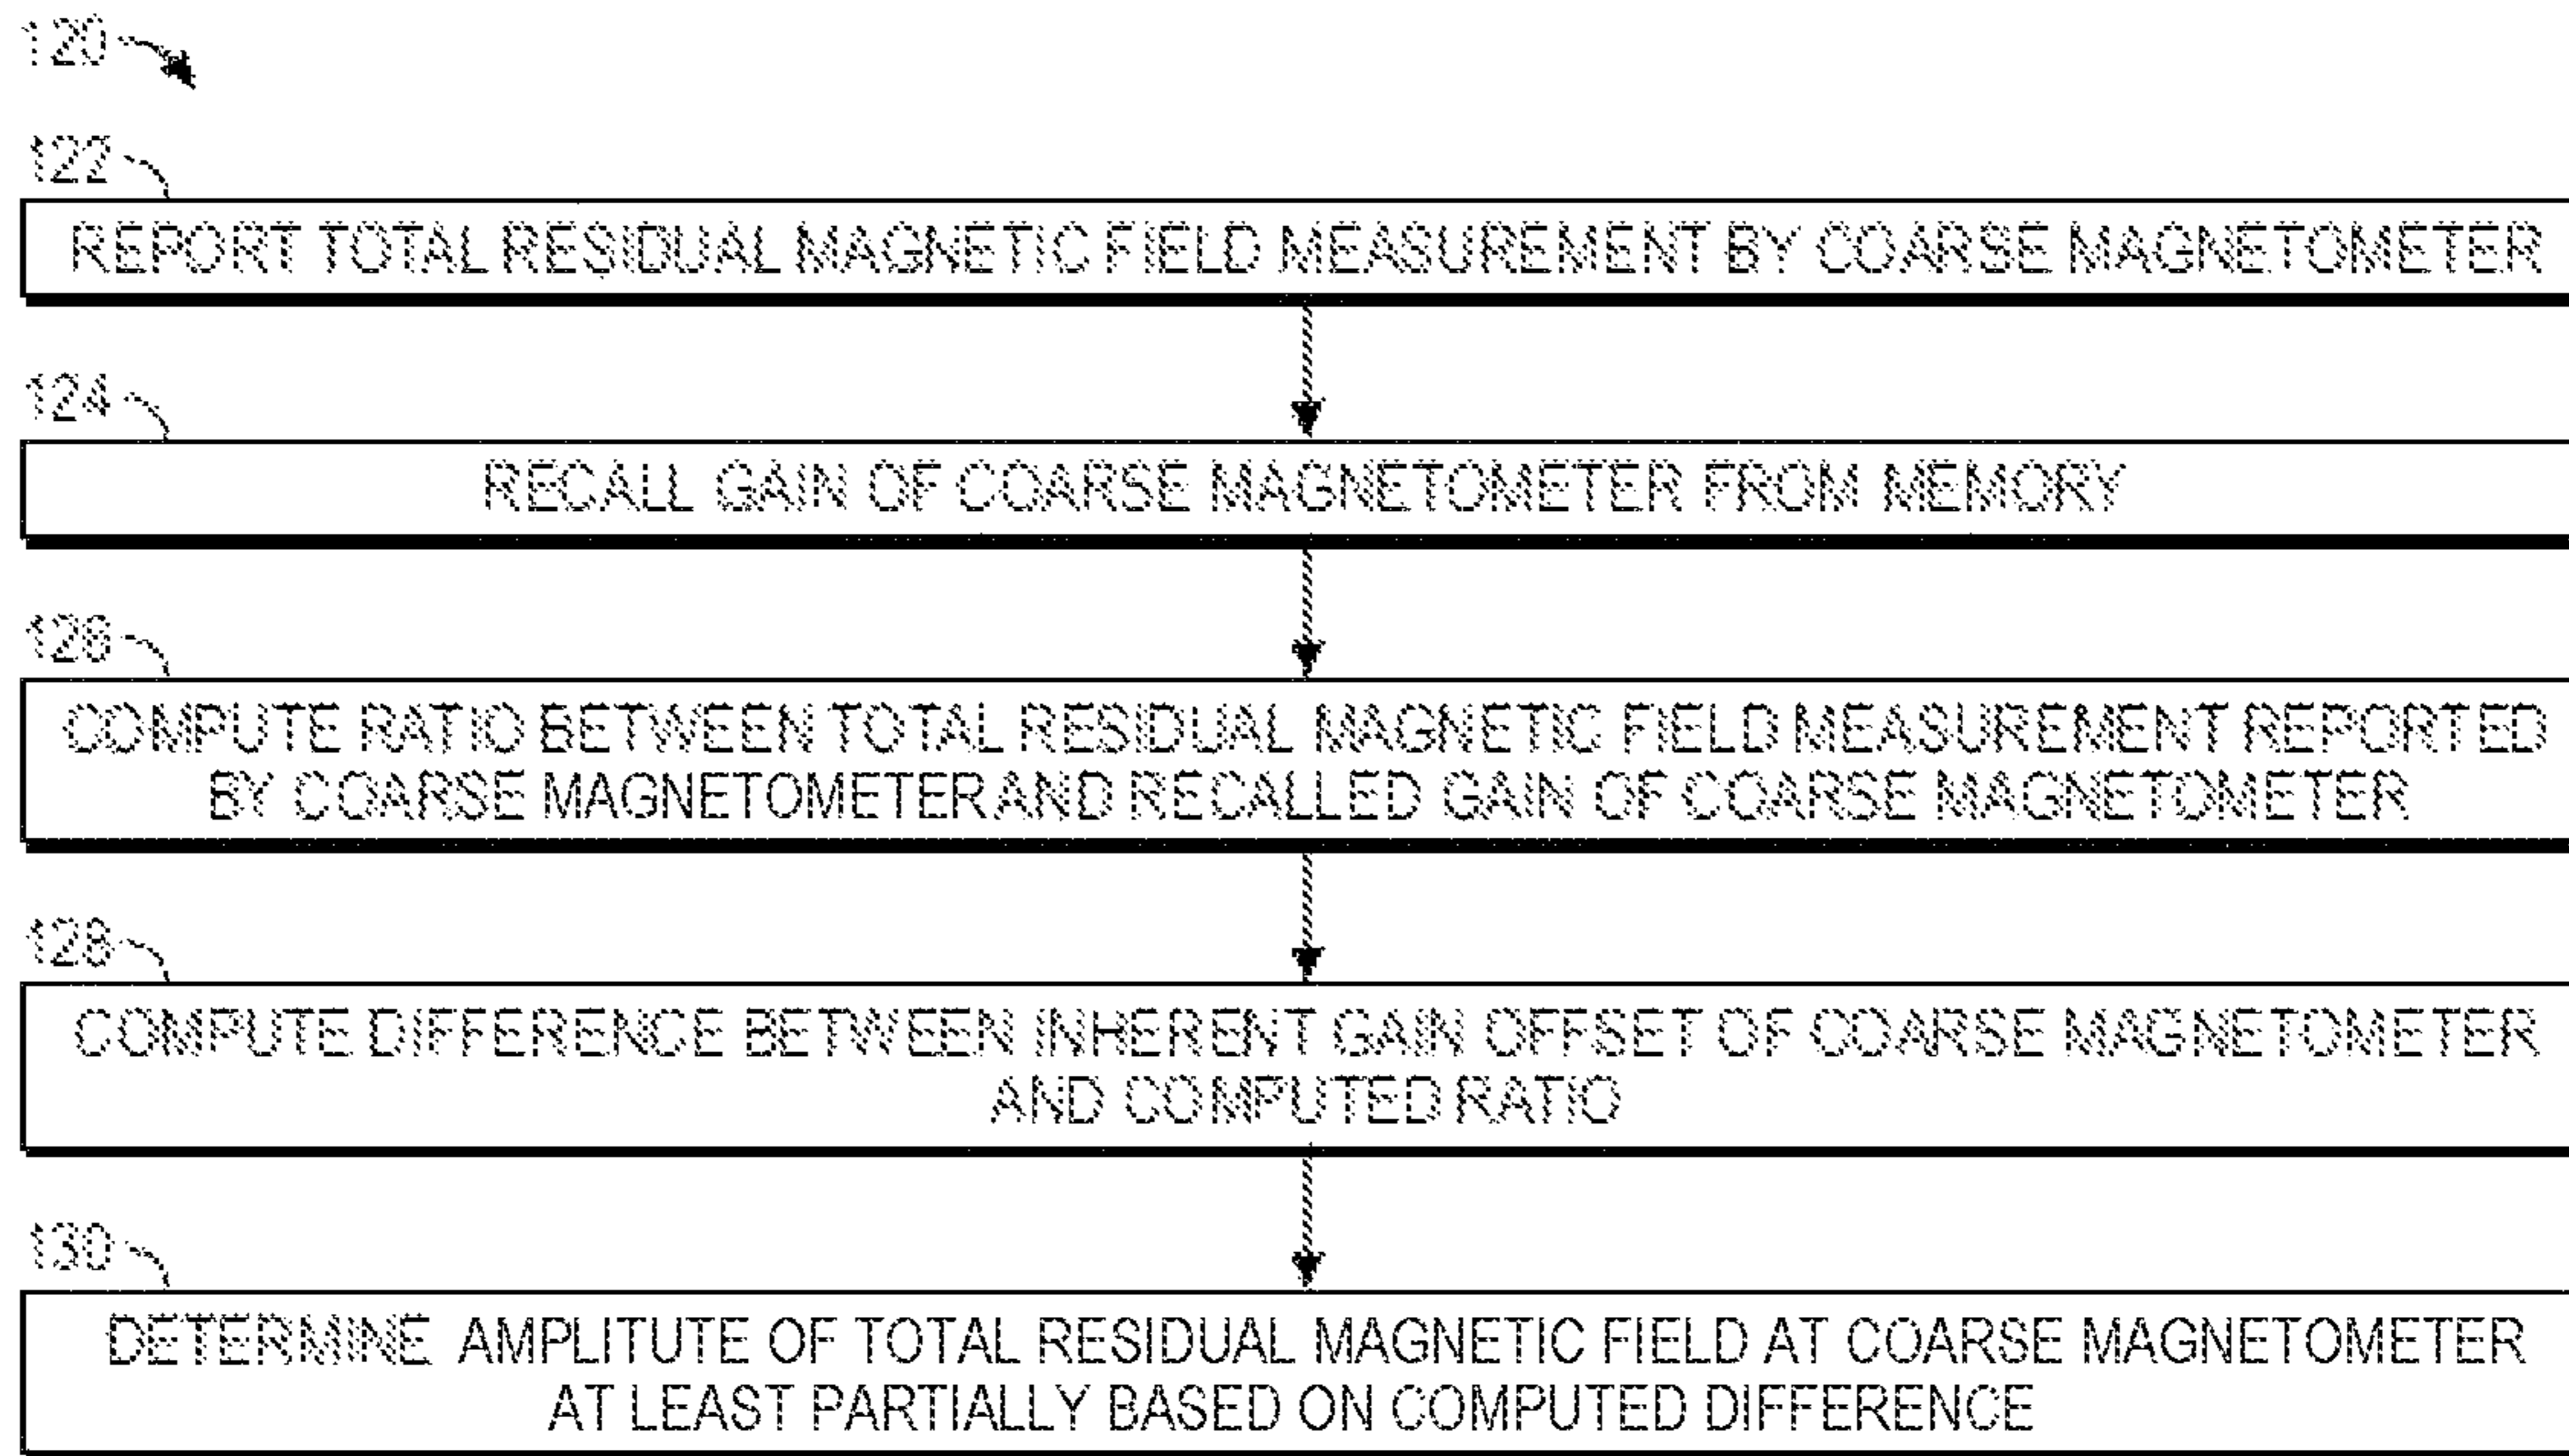 120
122
REPORT TOTAL RESIDUAL MAGNETIC FIELD MEASUREMENT BY COARSE MAGNETOMETER
124
RECALL GAIN OF COARSE MAGNETOMETER FROM MEMORY
126
COMPUTE RATIO BETWEEN TOTAL RESIDUAL MAGNETIC FIELD MEASUREMENT REPORTED
BY COARSE MAGNETOMETER AND RECALLED GAIN OF COARSE MAGNETOMETER
128
COMPUTE DIFFERENCE BETWEEN INHERENT GAIN OFFSET OF COARSE MAGNETOMETER
AND COMPUTED RATIO
130
DETERMINE AMPLITUTE OF TOTAL RESIDUAL MAGNETIC FIELD AT COARSE MAGNETOMETER
AT LEAST PARTIALLY BASED ON COMPUTED DIFFERENCE